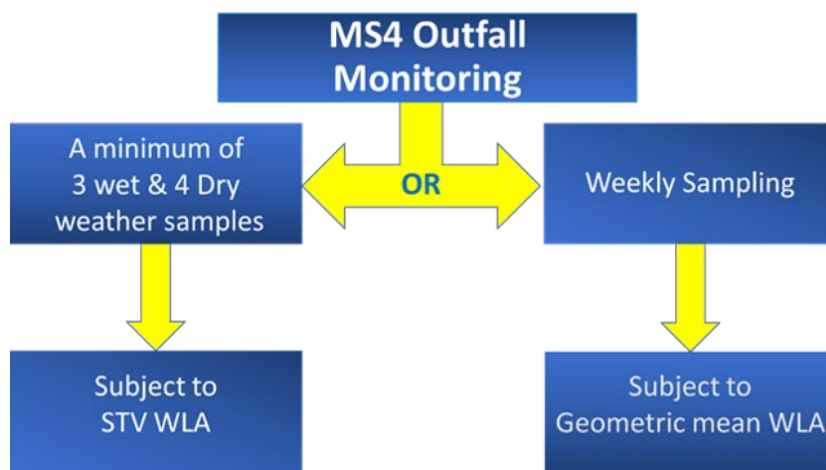 MS4 Outfall
Monitoring
A minimum of
3 wet & 4 Dry
weather samples
OR
Weekly Sampling
Subject to
STV WLA
Subject to
Geometric mean WLA